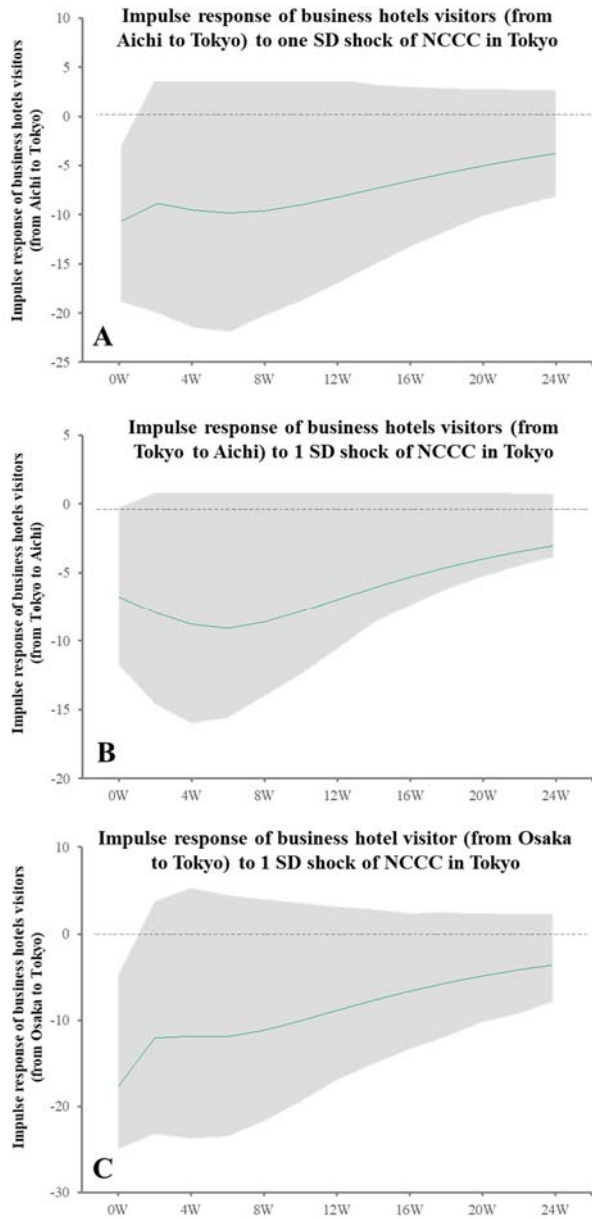 Impulse response of business hotels visitors (from
Aichi to Tokyo) to one SD shock of NCCC in Tokyo
Impulse response of business hotels visitors
(from Aichi to Tokyo)
10
5
0
-5
-10
-15
-20
-25
A
0W 4W 8W 12W 16W 20W 24W
Impulse response of business hotels visitors (from
Tokyo to Aichi) to 1 SD shock of NCCC in Tokyo
Impulse response of business hotels visitors
(from Tokyo to Aichi)
5
0
-5
-10
-15
-20
B
0W 4W 8W 12W 16W 20W 24W
Impulse response of business hotel visitor (from Osaka
to Tokyo) to 1 SD shock of NCCC in Tokyo
Impulse response of business hotels visitors
(from Osaka to Tokyo)
10
0
-10
-20
-30
C
0W 4W 8W 12W 16W 20W 24W